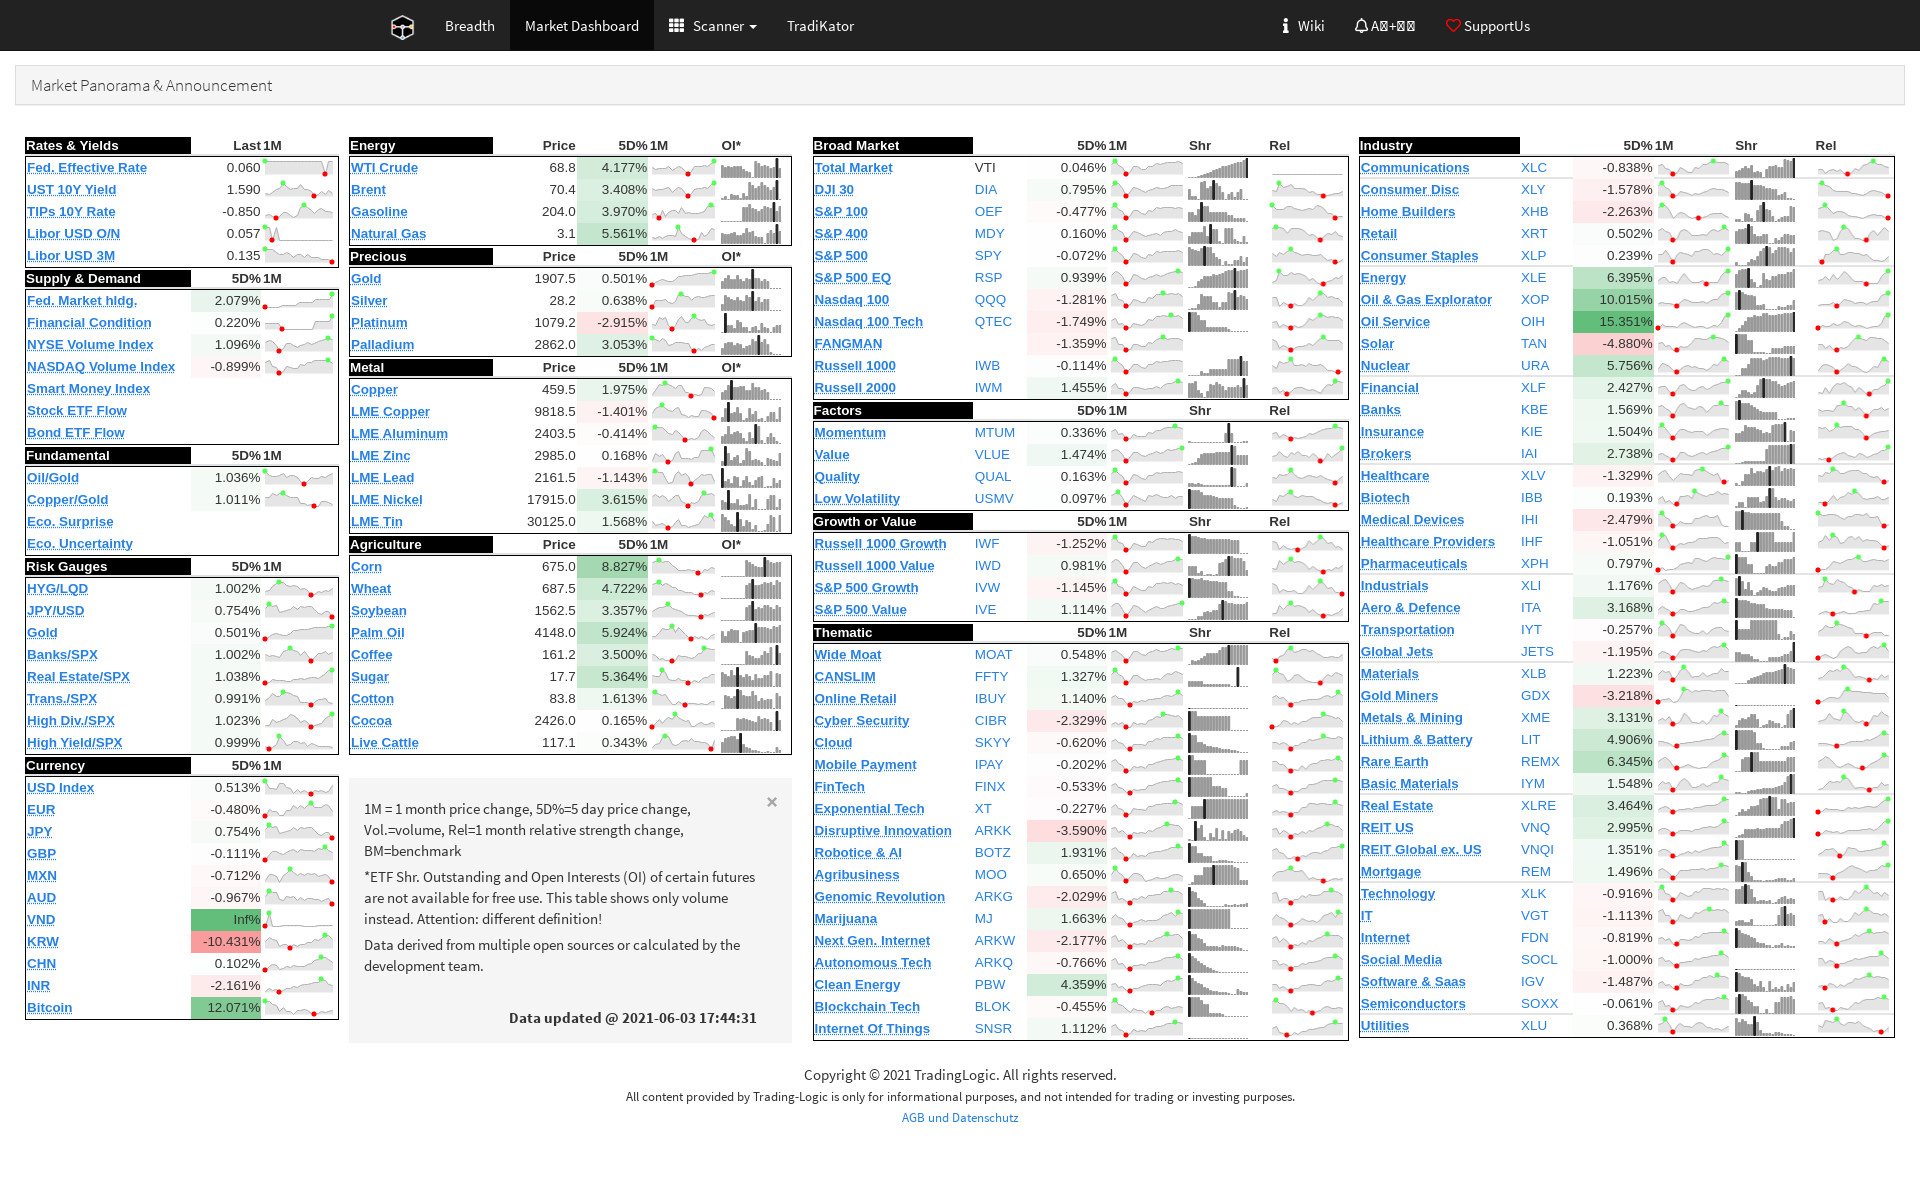 Breadth
Market Dashboard
Scanner
TradiKator
Wiki
SupportUs
Market Panorama & Announcement
Rates & Yields Last 1M
Fed. Effective Rate 0.060
UST 10Y Yield 1.590
TIPs 10Y Rate -0.850
Libor USD O/N 0.057
Libor USD 3M 0.135
Supply & Demand 5D% 1M
Fed. Market hldg. 2.079%
Financial Condition 0.220%
NYSE Volume Index 1.096%
NASDAQ Volume Index -0.899%
Smart Money Index
Stock ETF Flow
Bond ETF Flow
Fundamental 5D% 1M
Oil/Gold 1.036%
Copper/Gold 1.011%
Eco. Surprise
Eco. Uncertainty
Risk Gauges 5D% 1M
HYG/LQD 1.002%
JPY/USD 0.754%
Gold 0.501%
Banks/SPX 1.002%
Real Estate/SPX 1.038%
Trans./SPX 0.991%
High Div./SPX 1.023%
High Yield/SPX 0.999%
Currency 5D% 1M
USD Index 0.513%
EUR -0.480%
JPY 0.754%
GBP -0.111%
MXN -0.712%
AUD -0.967%
VND Inf%
KRW -10.431%
CHN 0.102%
INR -2.161%
Bitcoin 12.071%
Energy Price 5D% 1M OI*
WTI Crude 68.8 4.177%
Brent 70.4 3.408%
Gasoline 204.0 3.970%
Natural Gas 3.1 5.561%
Precious Price 5D% 1M OI*
Gold 1907.5 0.501%
Silver 28.2 0.638%
Platinum 1079.2 -2.915%
Palladium 2862.0 3.053%
Metal Price 5D% 1M OI*
Copper 459.5 1.975%
LME Copper 9818.5 -1.401%
LME Aluminum 2403.5 -0.414%
LME Zinc 2985.0 0.168%
LME Lead 2161.5 -1.143%
LME Nickel 17915.0 3.615%
LME Tin 30125.0 1.568%
Agriculture Price 5D% 1M OI*
Corn 675.0 8.827%
Wheat 687.5 4.722%
Soybean 1562.5 3.357%
Palm Oil 4148.0 5.924%
Coffee 161.2 3.500%
Sugar 17.7 5.364%
Cotton 83.8 1.613%
Cocoa 2426.0 0.165%
Live Cattle 117.1 0.343%
×
1M = 1 month price change, 5D%=5 day price change,
Vol.=volume, Rel=1 month relative strength change,
BM=benchmark
*ETF Shr. Outstanding and Open Interests (OI) of certain futures
are not available for free use. This table shows only volume
instead. Attention: different definition!
Data derived from multiple open sources or calculated by the
development team.
Data updated @ 2021-06-03 17:44:31
Broad Market 5D% 1M Shr Rel
Total Market VTI 0.046%
DJI 30 DIA 0.795%
S&P 100 OEF -0.477%
S&P 400 MDY 0.160%
S&P 500 SPY -0.072%
S&P 500 EQ RSP 0.939%
Nasdaq 100 QQQ -1.281%
Nasdaq 100 Tech QTEC -1.749%
FANGMAN -1.359%
Russell 1000 IWB -0.114%
Russell 2000 IWM 1.455%
Factors 5D% 1M Shr Rel
Momentum MTUM 0.336%
Value VLUE 1.474%
Quality QUAL 0.163%
Low Volatility USMV 0.097%
Growth or Value 5D% 1M Shr Rel
Russell 1000 Growth IWF -1.252%
Russell 1000 Value IWD 0.981%
S&P 500 Growth IVW -1.145%
S&P 500 Value IVE 1.114%
Thematic 5D% 1M Shr Rel
Wide Moat MOAT 0.548%
CANSLIM FFTY 1.327%
Online Retail IBUY 1.140%
Cyber Security CIBR -2.329%
Cloud SKYY -0.620%
Mobile Payment IPAY -0.202%
FinTech FINX -0.533%
Exponential Tech XT -0.227%
Disruptive Innovation ARKK -3.590%
Robotice & AI BOTZ 1.931%
Agribusiness MOO 0.650%
Genomic Revolution ARKG -2.029%
Marijuana MJ 1.663%
Next Gen. Internet ARKW -2.177%
Autonomous Tech ARKQ -0.766%
Clean Energy PBW 4.359%
Blockchain Tech BLOK -0.455%
Internet Of Things SNSR 1.112%
Industry 5D% 1M Shr Rel
Communications XLC -0.838%
Consumer Disc XLY -1.578%
Home Builders XHB -2.263%
Retail XRT 0.502%
Consumer Staples XLP 0.239%
Energy XLE 6.395%
Oil & Gas Explorator XOP 10.015%
Oil Service OIH 15.351%
Solar TAN -4.880%
Nuclear URA 5.756%
Financial XLF 2.427%
Banks KBE 1.569%
Insurance KIE 1.504%
Brokers IAI 2.738%
Healthcare XLV -1.329%
Biotech IBB 0.193%
Medical Devices IHI -2.479%
Healthcare Providers IHF -1.051%
Pharmaceuticals XPH 0.797%
Industrials XLI 1.176%
Aero & Defence ITA 3.168%
Transportation IYT -0.257%
Global Jets JETS -1.195%
Materials XLB 1.223%
Gold Miners GDX -3.218%
Metals & Mining XME 3.131%
Lithium & Battery LIT 4.906%
Rare Earth REMX 6.345%
Basic Materials IYM 1.548%
Real Estate XLRE 3.464%
REIT US VNQ 2.995%
REIT Global ex. US VNQI 1.351%
Mortgage REM 1.496%
Technology XLK -0.916%
IT VGT -1.113%
Internet FDN -0.819%
Social Media SOCL -1.000%
Software & Saas IGV -1.487%
Semiconductors SOXX -0.061%
Utilities XLU 0.368%
Copyright © 2021 TradingLogic. All rights reserved.
All content provided by Trading-Logic is only for informational purposes, and not intended for trading or investing purposes.
AGB und Datenschutz